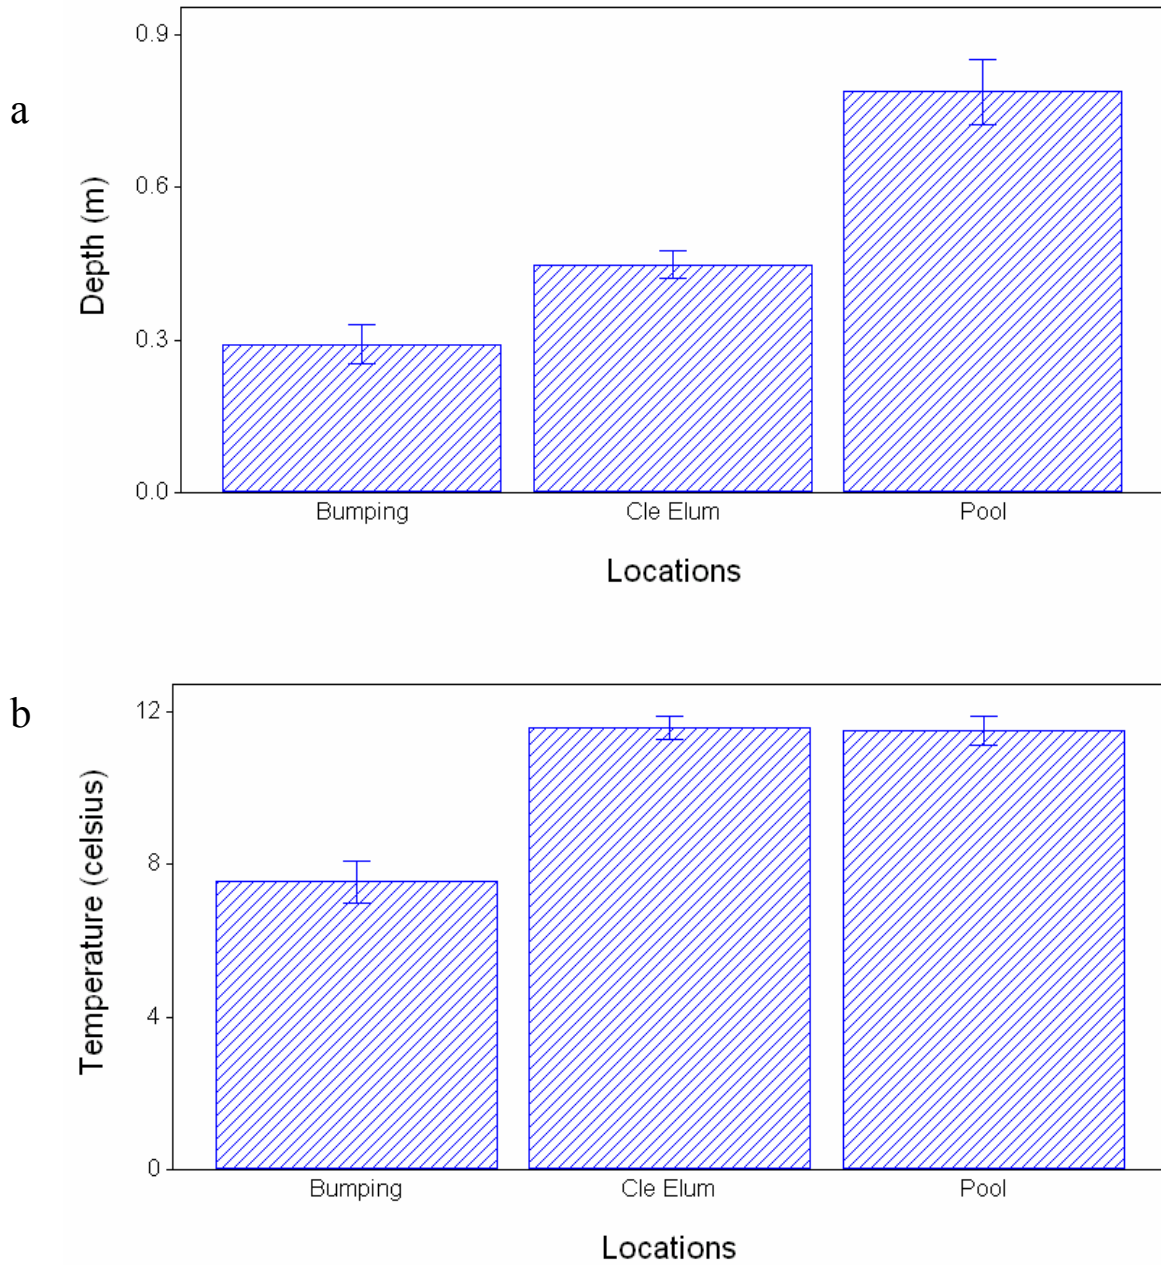 a
Depth (m)
0.9
0.6
0.3
0.0
Bumping Cle Elum Pool
Locations
b
Temperature (celsius)
12
8
4
0
Bumping Cle Elum Pool
Locations